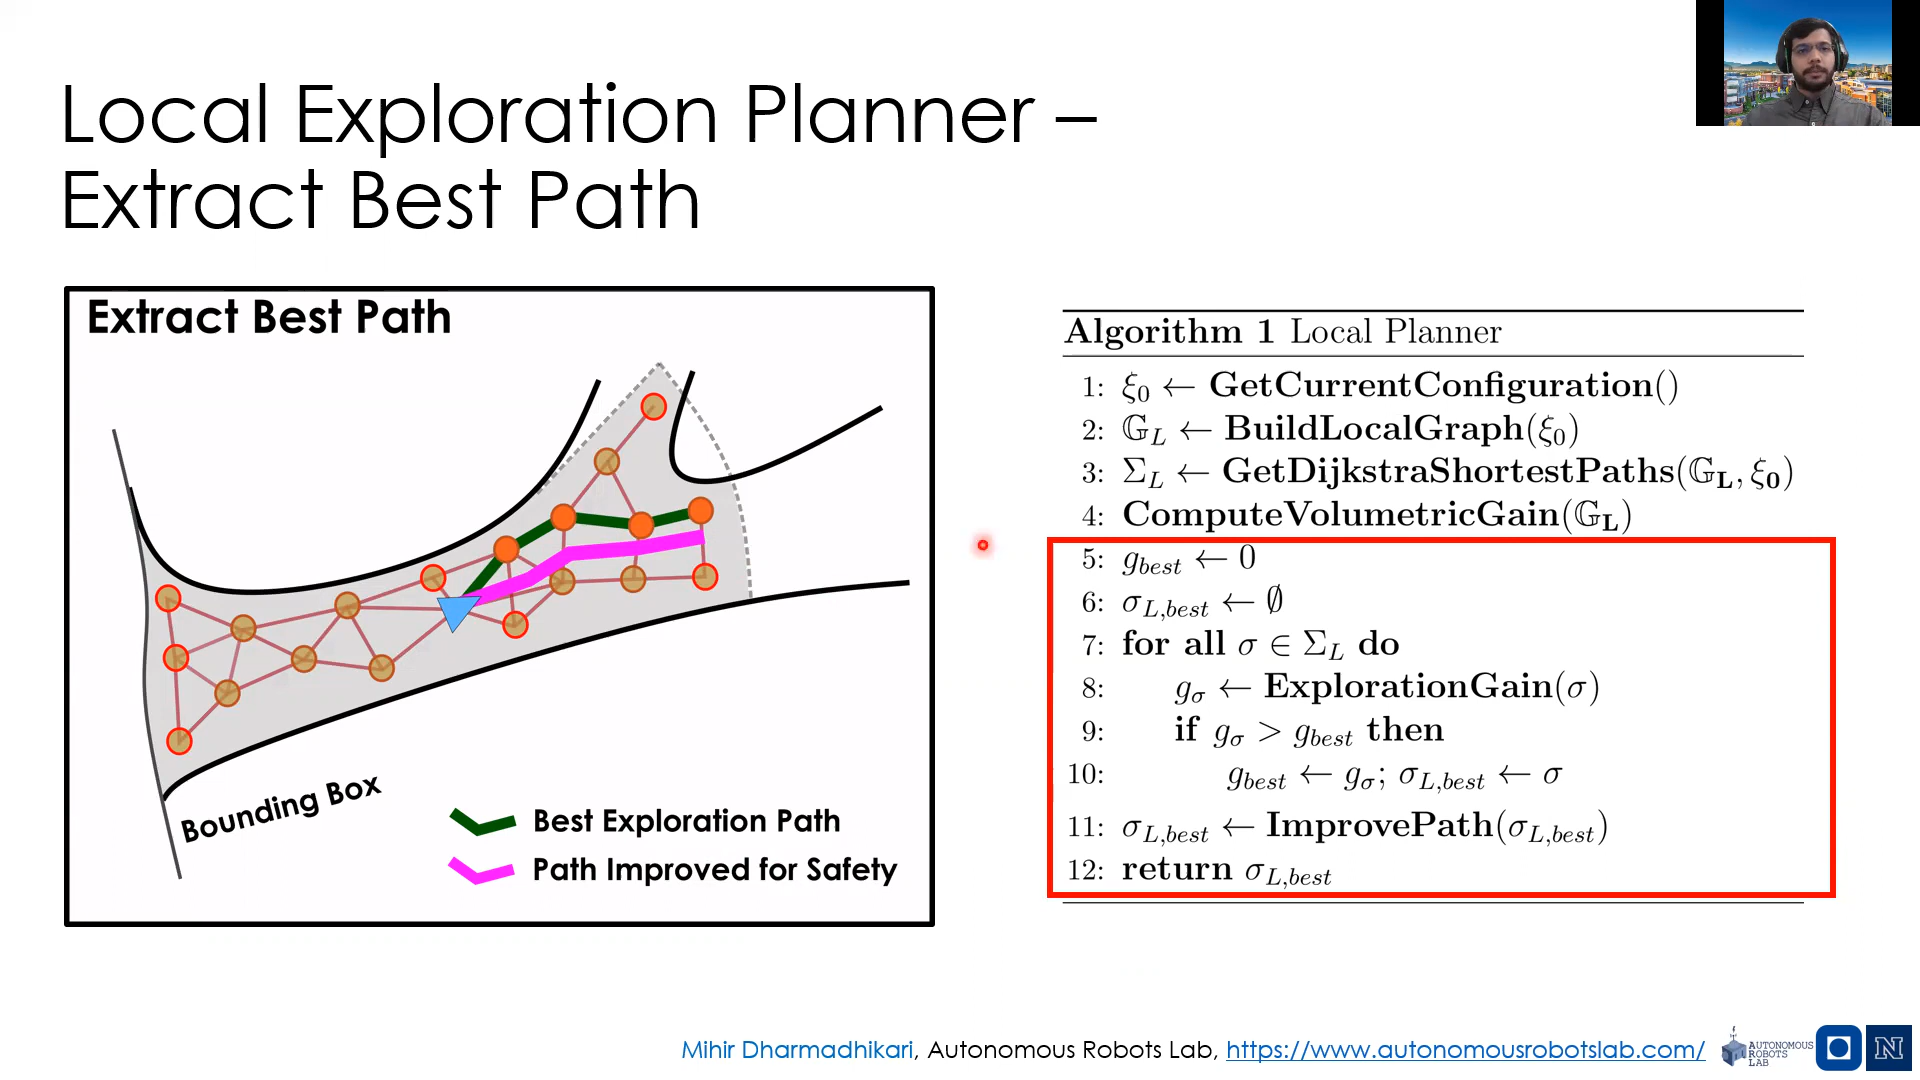 Local Exploration Planner –
Extract Best Path
Extract Best Path
Bounding Box
Best Exploration Path
Path Improved for Safety
Algorithm 1 Local Planner
1: ξ₀ ← GetCurrentConfiguration()
2: 𝔾_L ← BuildLocalGraph(ξ₀)
3: Σ_L ← GetDijkstraShortestPaths(𝔾_L, ξ₀)
4: ComputeVolumetricGain(𝔾_L)
5: g_best ← 0
6: σ_L,best ← ∅
7: for all σ ∈ Σ_L do
8: g_σ ← ExplorationGain(σ)
9: if g_σ > g_best then
10: g_best ← g_σ; σ_L,best ← σ
11: σ_L,best ← ImprovePath(σ_L,best)
12: return σ_L,best
Mihir Dharmadhikari, Autonomous Robots Lab, https://www.autonomousrobotslab.com/
AUTONOMOUS
ROBOTS
LAB
N